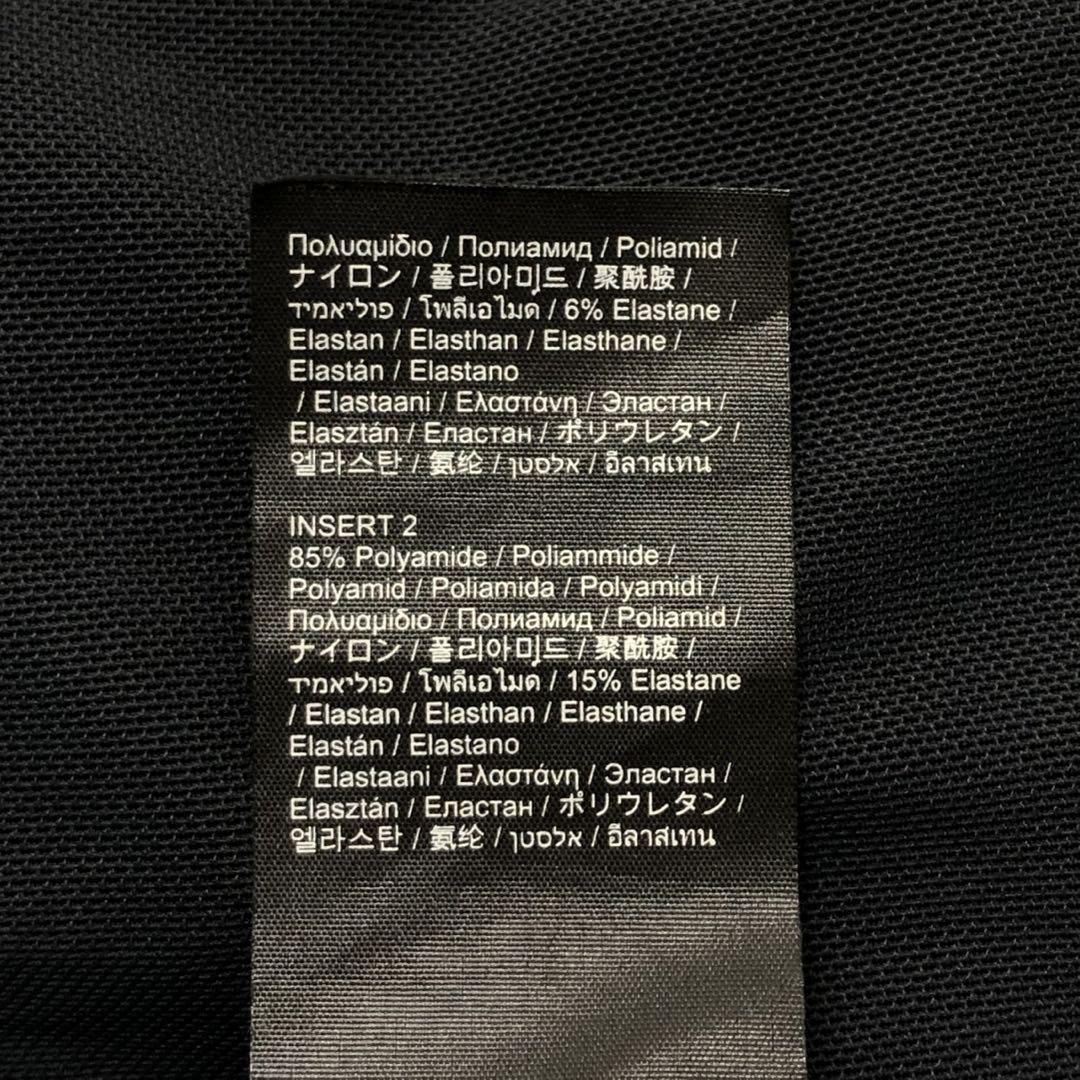 Πολυαμίδιο / Полиамид / Poliamid /
ナイロン / 폴리아미드 / 聚酰胺 /
פוליאמיד / โพลีเอไมด์ / 6% Elastane /
Elastan / Elasthan / Elasthane /
Elastán / Elastano
/ Elastaani / Ελαστάνη / Эластан /
Elasztán / Еластан / ポリウレタン /
엘라스탄 / 氨纶 / אלסטן / อีลาสเทน
INSERT 2
85% Polyamide / Poliammide /
Polyamid / Poliamida / Polyamidi /
Πολυαμίδιο / Полиамид / Poliamid /
ナイロン / 폴리아미드 / 聚酰胺 /
פוליאמיד / โพลีเอไมด์ / 15% Elastane
/ Elastan / Elasthan / Elasthane /
Elastán / Elastano
/ Elastaani / Ελαστάνη / Эластан /
Elasztán / Еластан / ポリウレタン /
엘라스탄 / 氨纶 / אלסטן / อีลาสเทน